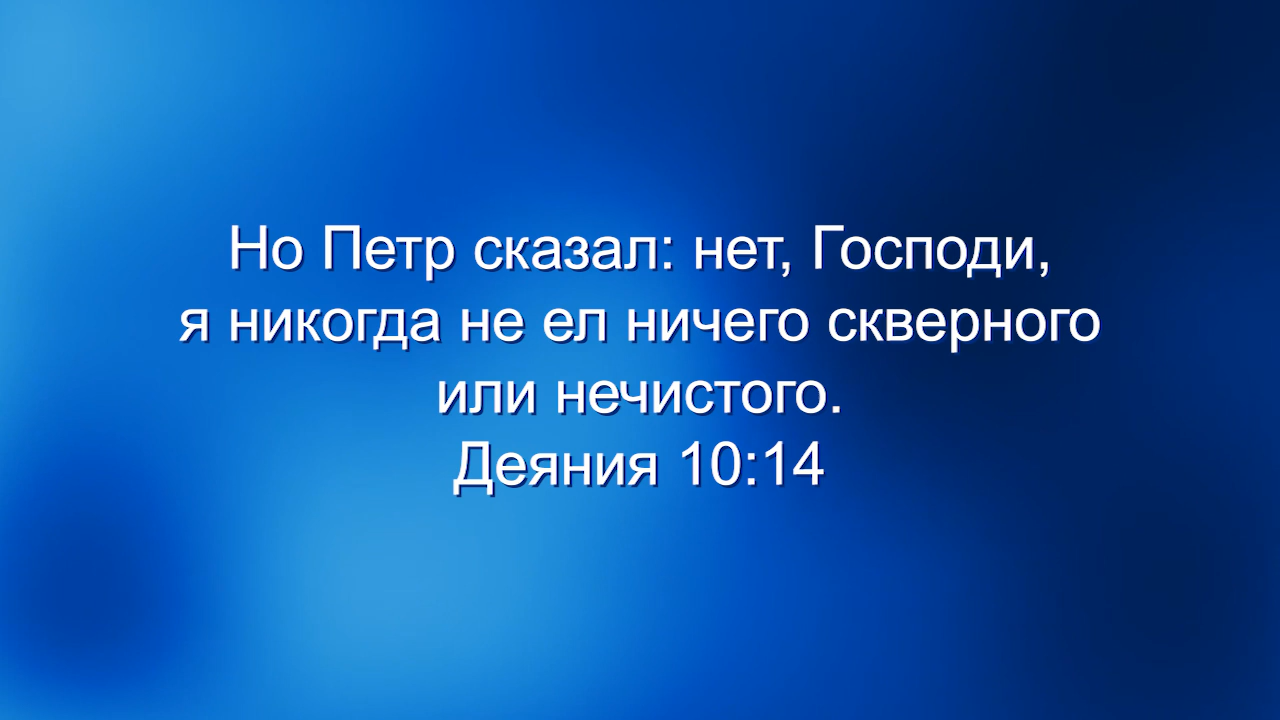 Но Петр сказал: нет, Господи,
я никогда не ел ничего скверного
или нечистого.
Деяния 10:14